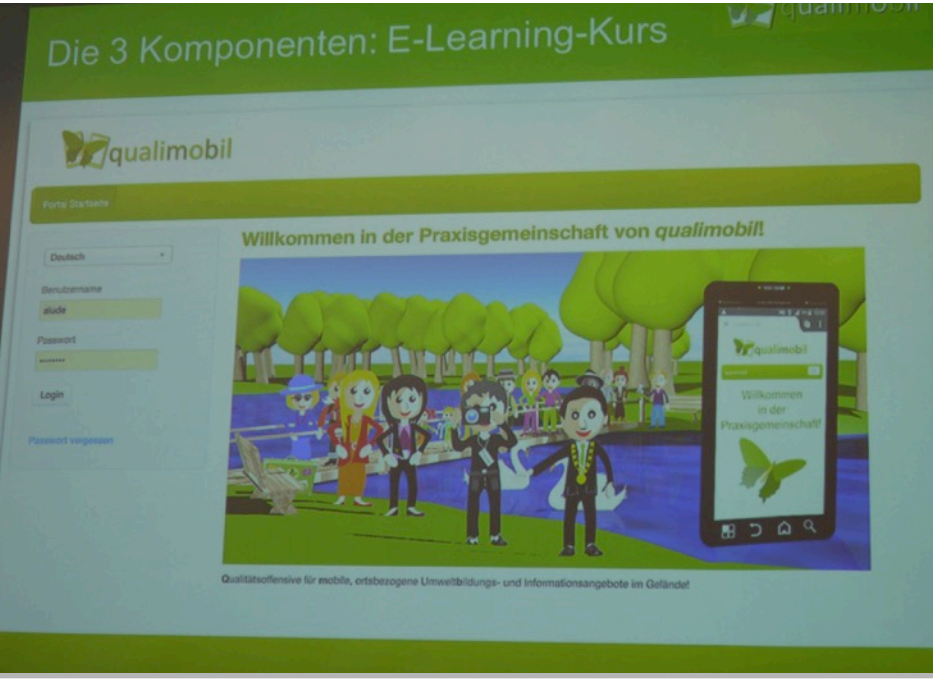 qualimobil
Die 3 Komponenten: E-Learning-Kurs
qualimobil
Portal Startseite
Deutsch
Benutzername
alude
Passwort
Login
Passwort vergessen
Willkommen in der Praxisgemeinschaft von qualimobil!
qualimobil
Willkommen
in der
Praxisgemeinschaft!
Qualitätsoffensive für mobile, ortsbezogene Umweltbildungs- und Informationsangebote im Gelände!